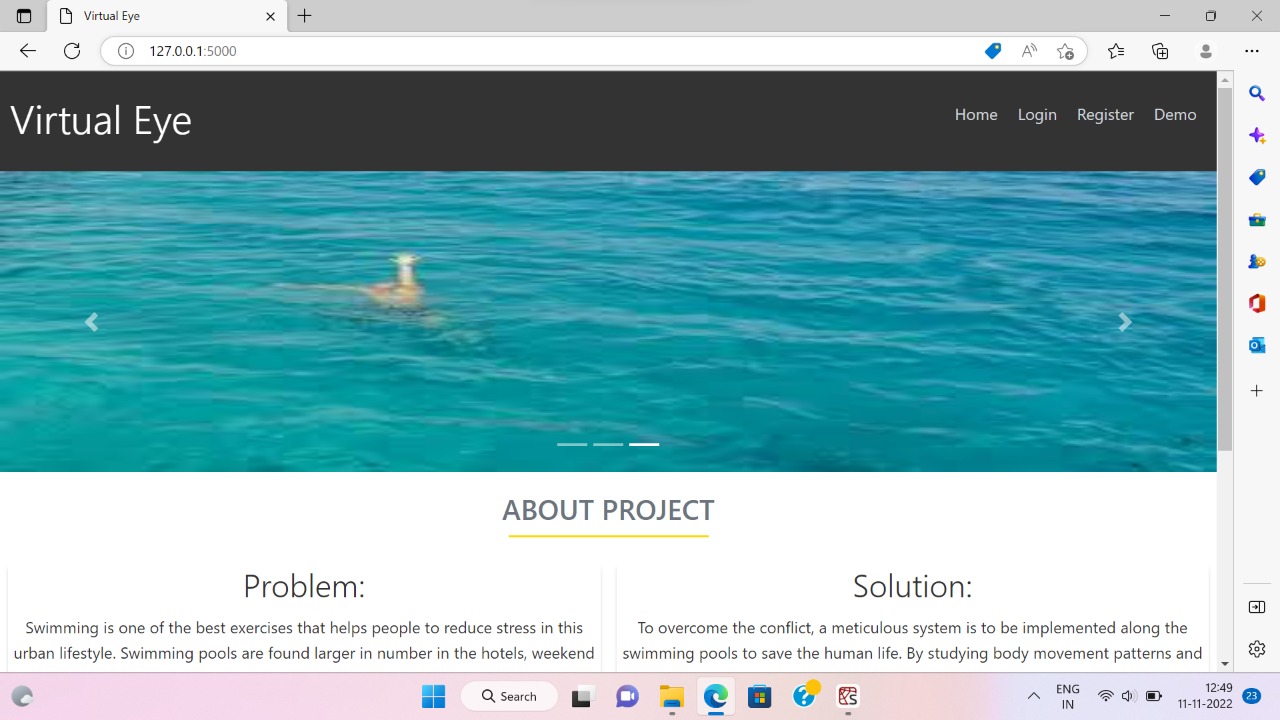 Virtual Eye
127.0.0.1:5000
Virtual Eye
Home Login Register Demo
ABOUT PROJECT
Problem:
Swimming is one of the best exercises that helps people to reduce stress in this
urban lifestyle. Swimming pools are found larger in number in the hotels, weekend
Solution:
To overcome the conflict, a meticulous system is to be implemented along the
swimming pools to save the human life. By studying body movement patterns and
Search
ENG
IN
12:49
11-11-2022
23